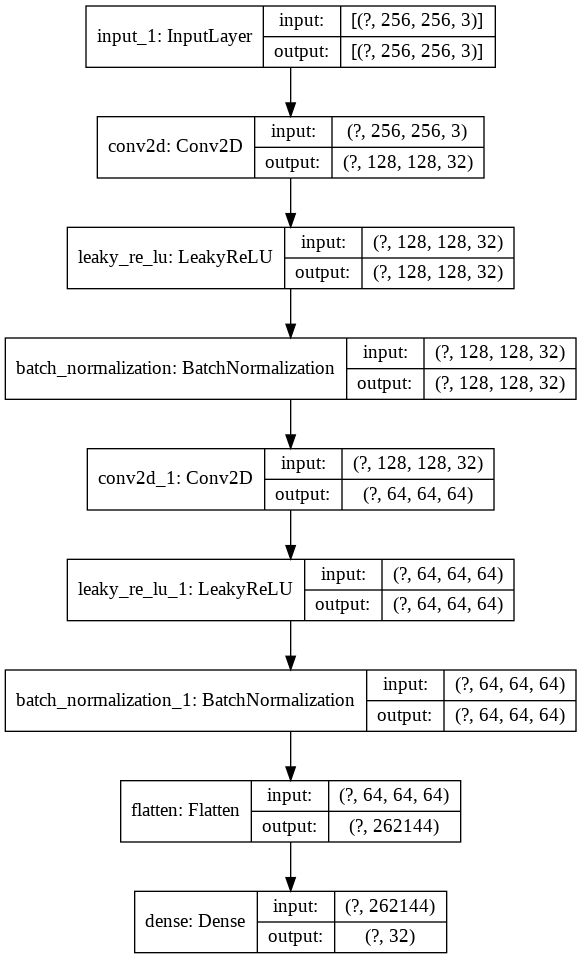 input_1: InputLayer
input: [(?, 256, 256, 3)]
output: [(?, 256, 256, 3)]
conv2d: Conv2D
input: (?, 256, 256, 3)
output: (?, 128, 128, 32)
leaky_re_lu: LeakyReLU
input: (?, 128, 128, 32)
output: (?, 128, 128, 32)
batch_normalization: BatchNormalization
input: (?, 128, 128, 32)
output: (?, 128, 128, 32)
conv2d_1: Conv2D
input: (?, 128, 128, 32)
output: (?, 64, 64, 64)
leaky_re_lu_1: LeakyReLU
input: (?, 64, 64, 64)
output: (?, 64, 64, 64)
batch_normalization_1: BatchNormalization
input: (?, 64, 64, 64)
output: (?, 64, 64, 64)
flatten: Flatten
input: (?, 64, 64, 64)
output: (?, 262144)
dense: Dense
input: (?, 262144)
output: (?, 32)